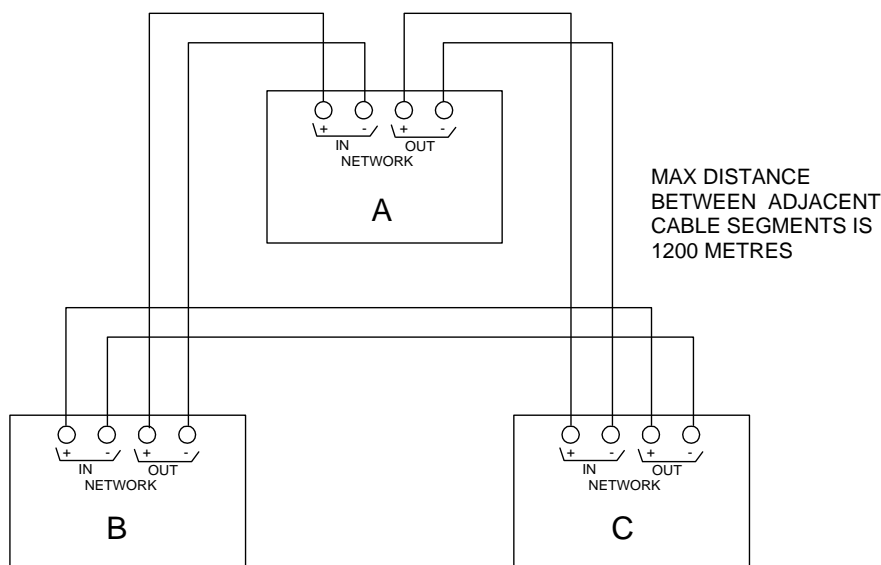 + - + -
IN OUT
NETWORK
A
MAX DISTANCE
BETWEEN ADJACENT
CABLE SEGMENTS IS
1200 METRES
+ - + -
IN OUT
NETWORK
B
+ - + -
IN OUT
NETWORK
C